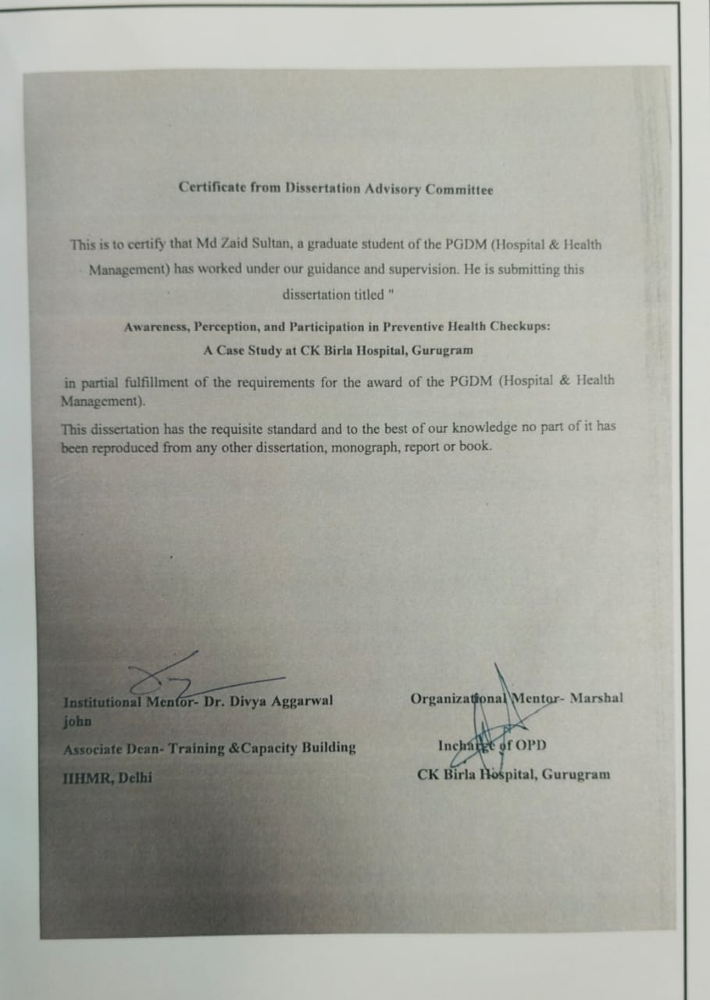 Certificate from Dissertation Advisory Committee
This is to certify that Md Zaid Sultan, a graduate student of the PGDM (Hospital & Health
Management) has worked under our guidance and supervision. He is submitting this
dissertation titled "
Awareness, Perception, and Participation in Preventive Health Checkups:
A Case Study at CK Birla Hospital, Gurugram
in partial fulfillment of the requirements for the award of the PGDM (Hospital & Health
Management).
This dissertation has the requisite standard and to the best of our knowledge no part of it has
been reproduced from any other dissertation, monograph, report or book.
Institutional Mentor- Dr. Divya Aggarwal
john
Associate Dean- Training &Capacity Building
IIHMR, Delhi
Organizational Mentor- Marshal
Incharge of OPD
CK Birla Hospital, Gurugram